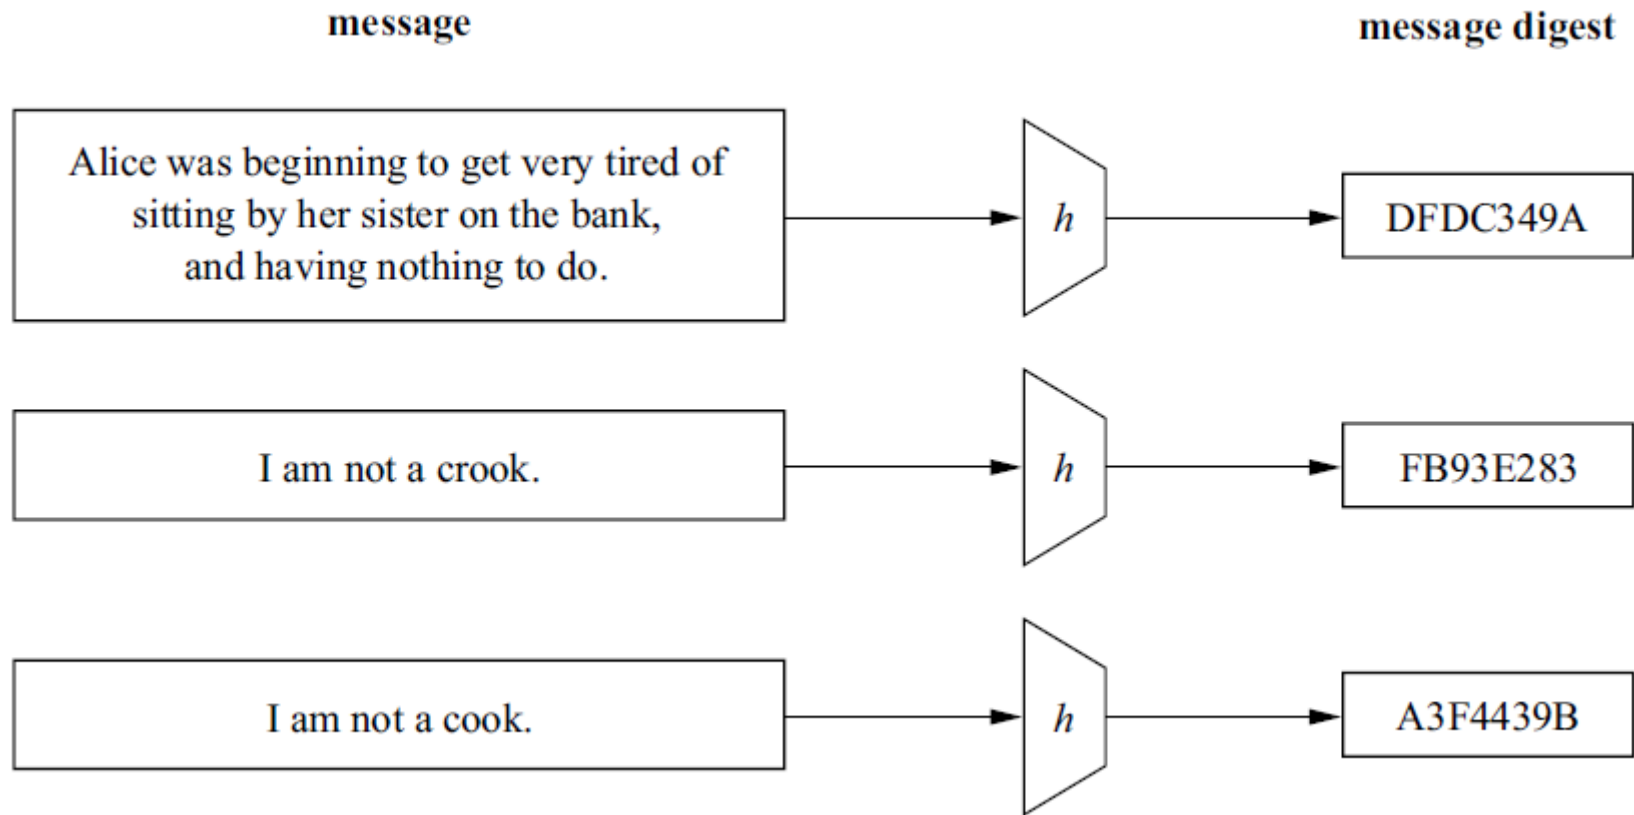 message
message digest
Alice was beginning to get very tired of
sitting by her sister on the bank,
and having nothing to do.
h
DFDC349A
I am not a crook.
h
FB93E283
I am not a cook.
h
A3F4439B